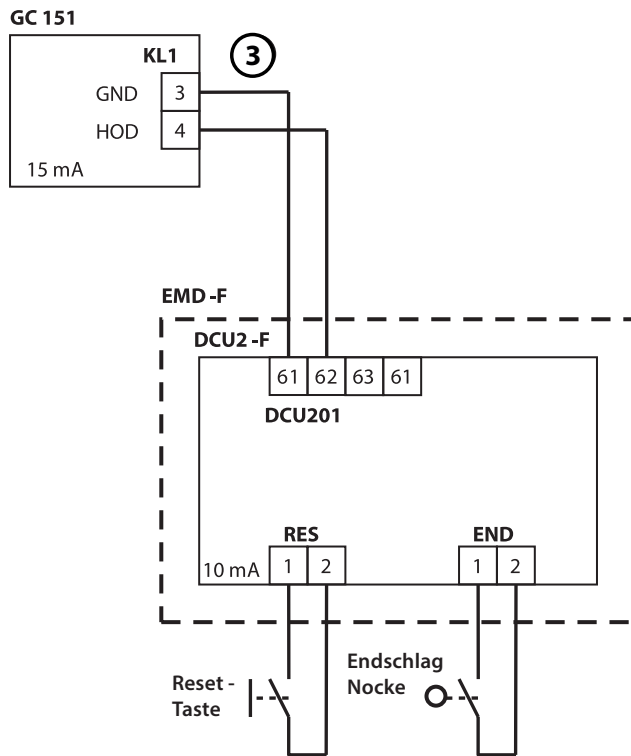 GC 151
KL1
3
GND 3
HOD 4
15 mA
EMD -F
DCU2 -F
61 62 63 61
DCU201
RES END
10 mA 1 2 1 2
Reset -
Taste
Endschlag
Nocke